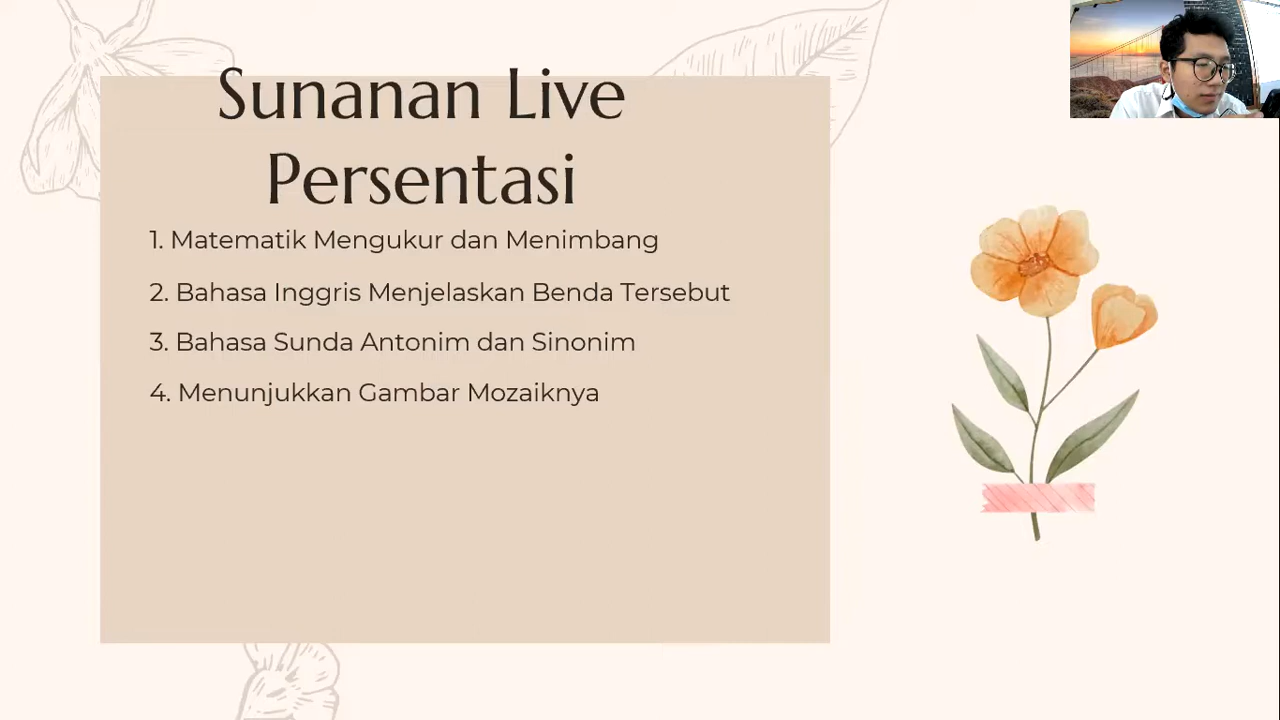 Sunanan Live
Persentasi
1. Matematik Mengukur dan Menimbang
2. Bahasa Inggris Menjelaskan Benda Tersebut
3. Bahasa Sunda Antonim dan Sinonim
4. Menunjukkan Gambar Mozaiknya